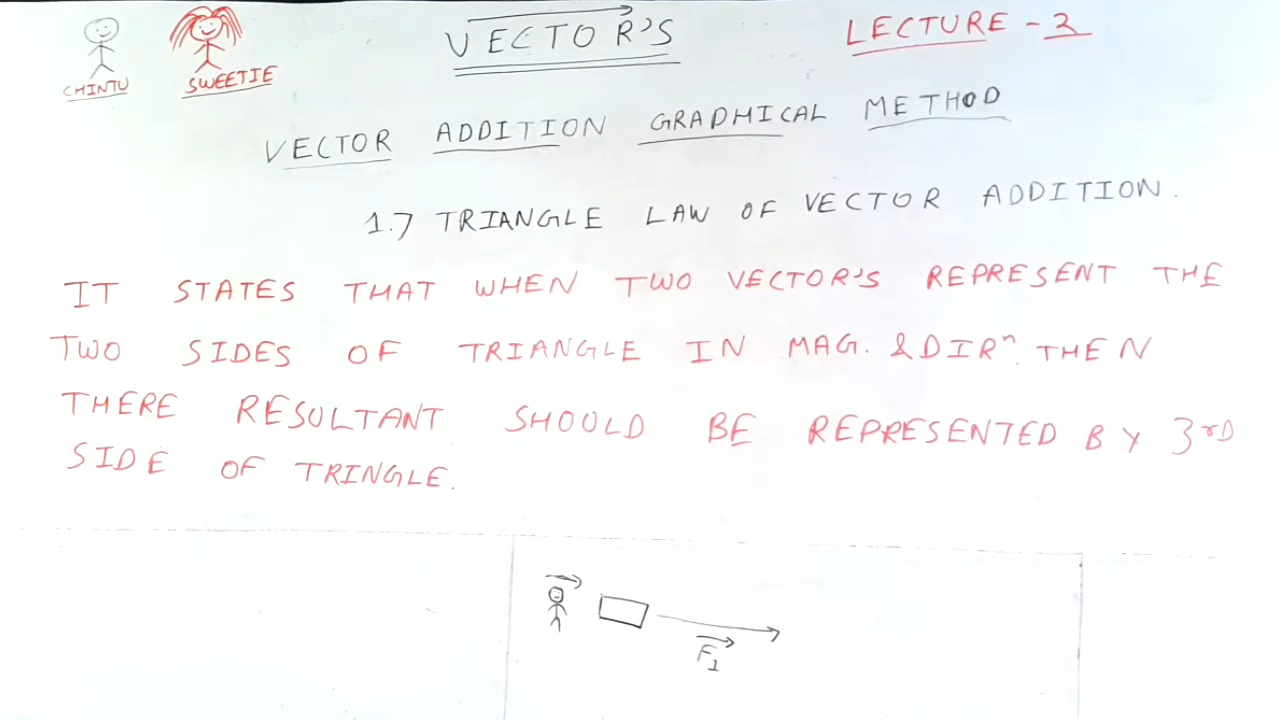 CHINTU
SWEETIE
VECTOR'S
LECTURE - 3
VECTOR ADDITION GRAPHICAL METHOD
1.7 TRIANGLE LAW OF VECTOR ADDITION.
IT STATES THAT WHEN TWO VECTOR'S REPRESENT THE
TWO SIDES OF TRIANGLE IN MAG. & DIRⁿ. THEN
THERE RESULTANT SHOULD BE REPRESENTED BY 3rD
SIDE OF TRINGLE.
F₁